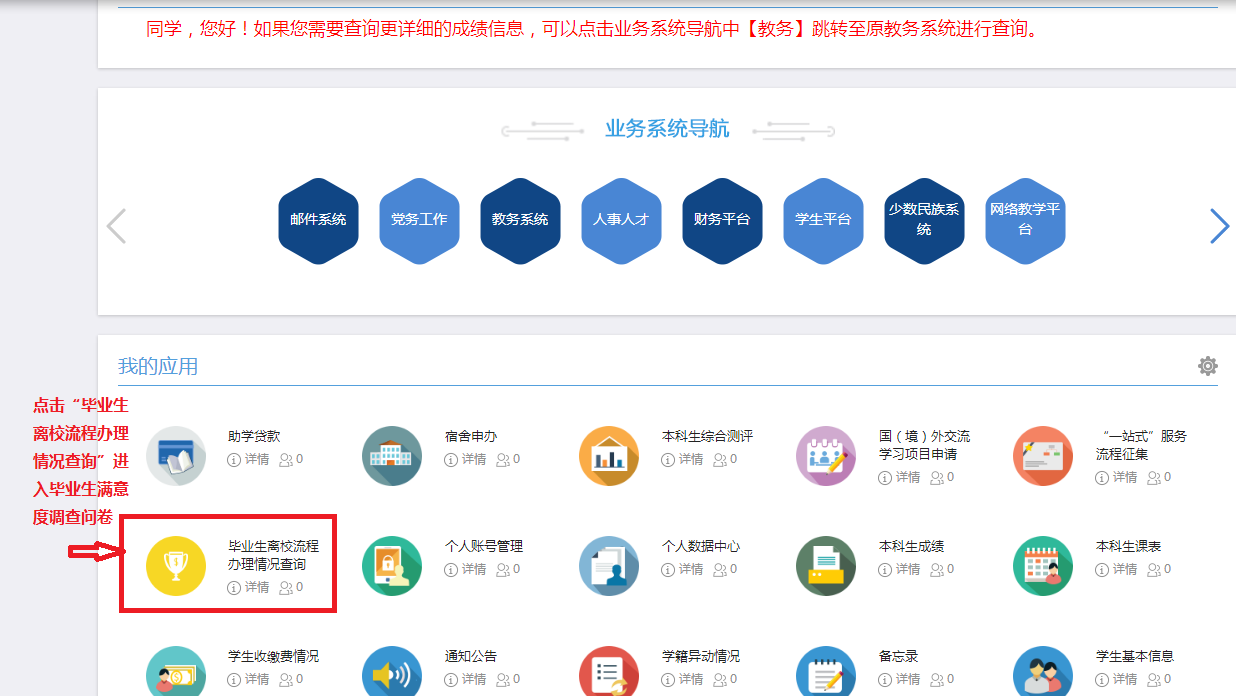 同学，您好！如果您需要查询更详细的成绩信息，可以点击业务系统导航中【教务】跳转至原教务系统进行查询。
业务系统导航
邮件系统
党务工作
教务系统
人事人才
财务平台
学生平台
少数民族系
统
网络教学平
台
我的应用
点击“毕业生
离校流程办理
情况查询”进
入毕业生满意
度调查问卷
助学贷款
详情 0
宿舍申办
详情 0
本科生综合测评
详情 0
国（境）外交流
学习项目申请
详情 0
“一站式”服务
流程征集
详情 0
毕业生离校流程
办理情况查询
详情 0
个人账号管理
详情 0
个人数据中心
详情 0
本科生成绩
详情 0
本科生课表
详情 0
学生收缴费情况
详情 0
通知公告
详情 0
学籍异动情况
详情 0
备忘录
详情 0
学生基本信息
详情 0